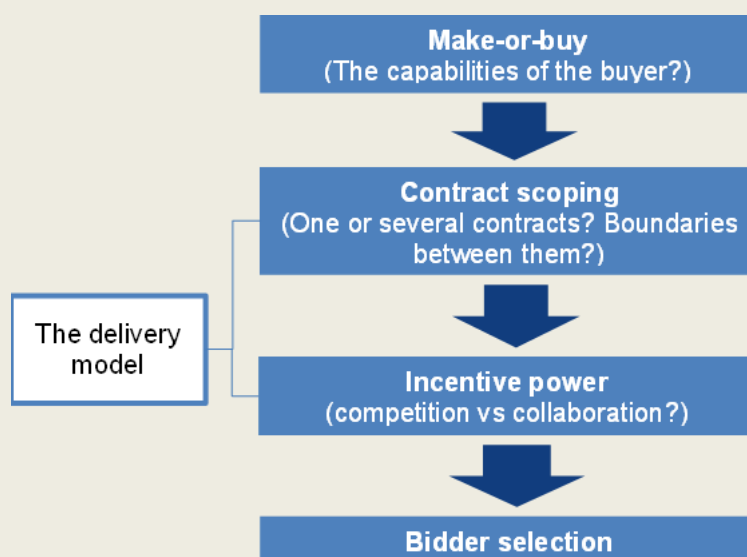 Make-or-buy
(The capabilities of the buyer?)
Contract scoping
(One or several contracts? Boundaries
between them?)
The delivery
model
Incentive power
(competition vs collaboration?)
Bidder selection